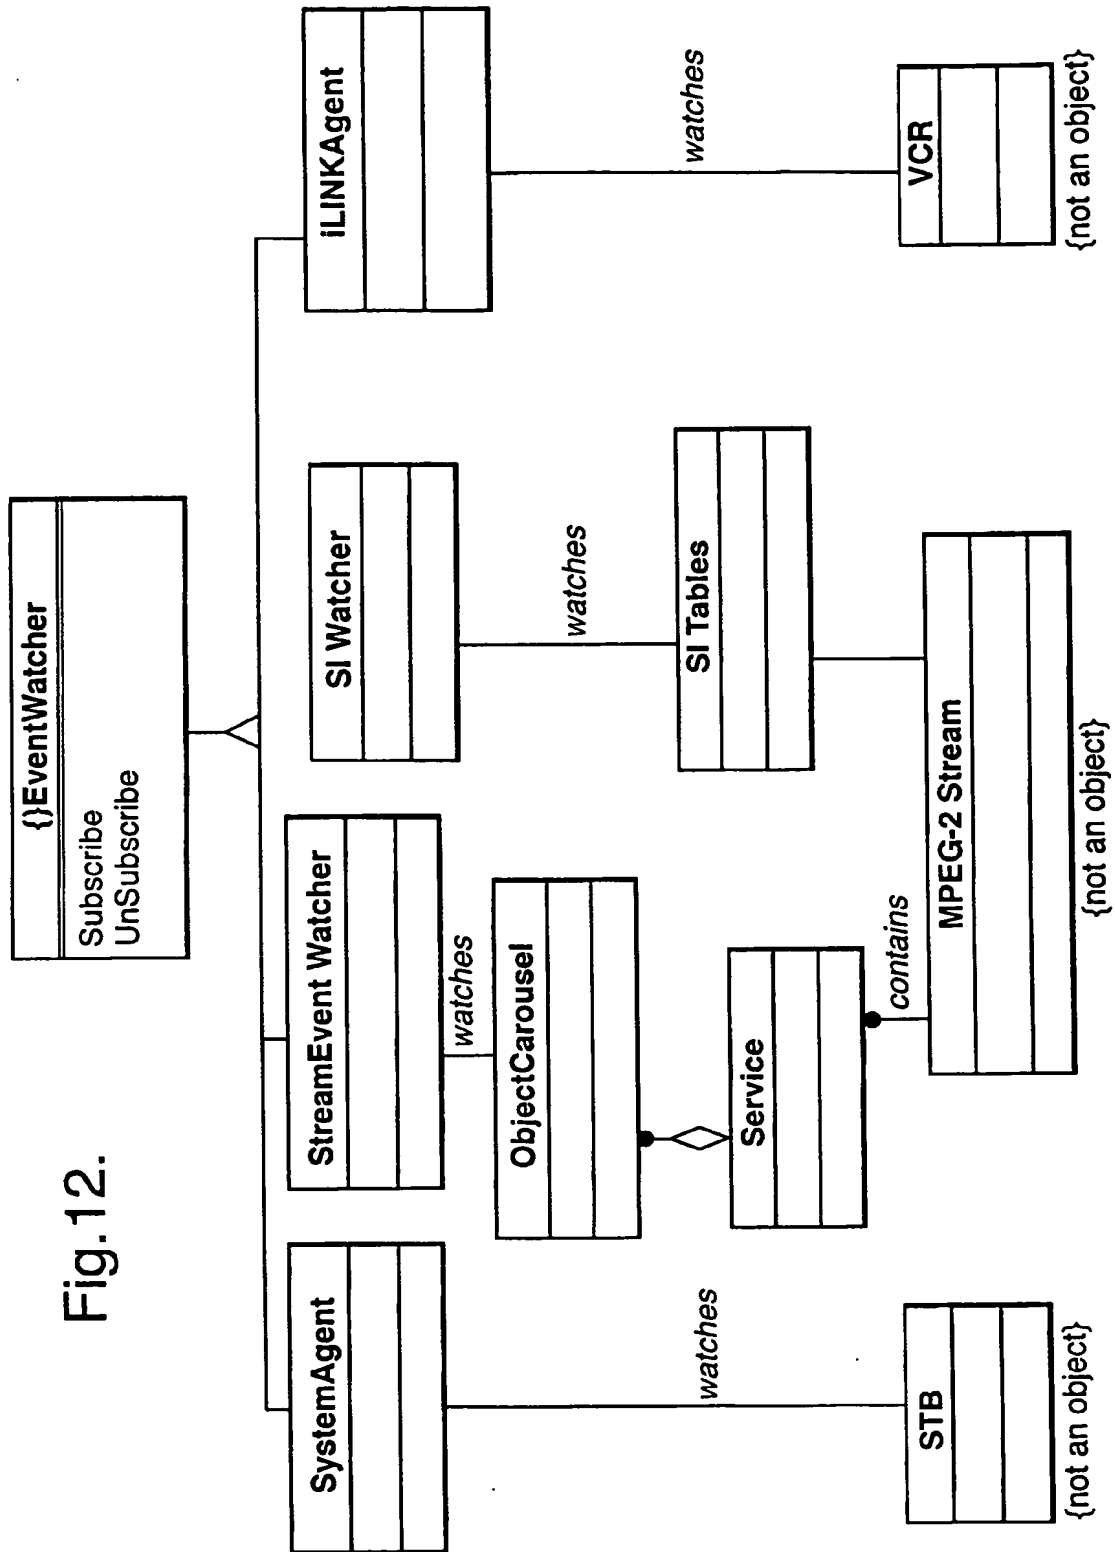 Fig.12.
{}EventWatcher
Subscribe
UnSubscribe
SystemAgent
StreamEvent Watcher
SI Watcher
iLINKAgent
watches
ObjectCarousel
watches
SI Tables
watches
watches
Service
contains
STB
{not an object}
MPEG-2 Stream
{not an object}
VCR
{not an object}